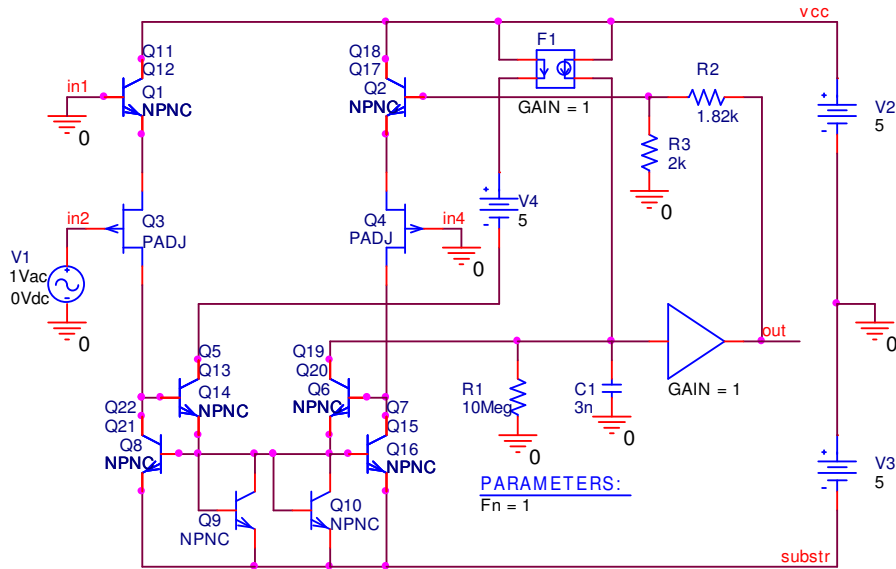 vcc
Q11
Q12
Q1
NPNC
in1
0
Q18
Q17
Q2
NPNC
F1
GAIN = 1
R2
1.82k
R3
2k
0
V2
5
+
-
in2
Q3
PADJ
Q4
PADJ
in4
0
V4
5
+
-
V1
1Vac
0Vdc
+
-
0
0
out
GAIN = 1
Q5
Q13
Q14
NPNC
Q19
Q20
Q6
NPNC
Q22
Q21
Q8
NPNC
Q7
Q15
Q16
NPNC
R1
10Meg
0
C1
3n
0
V3
5
+
-
Q9
NPNC
Q10
NPNC
PARAMETERS:
Fn = 1
substr